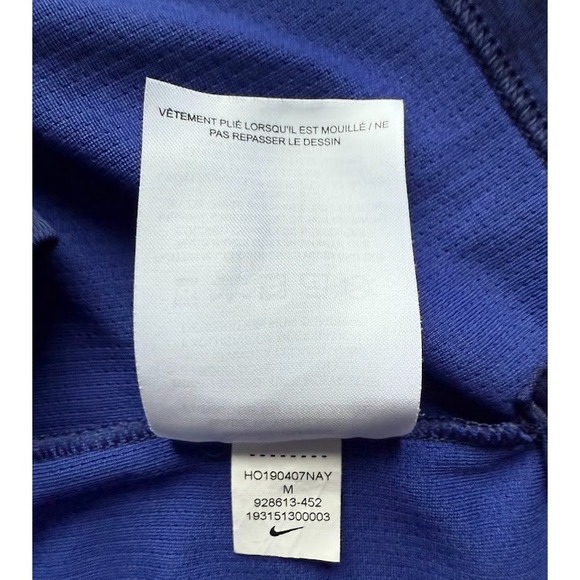 VÊTEMENT PLIÉ LORSQU'IL EST MOUILLÉ / NE
PAS REPASSER LE DESSIN
HO190407NAY
M
928613-452
193151300003